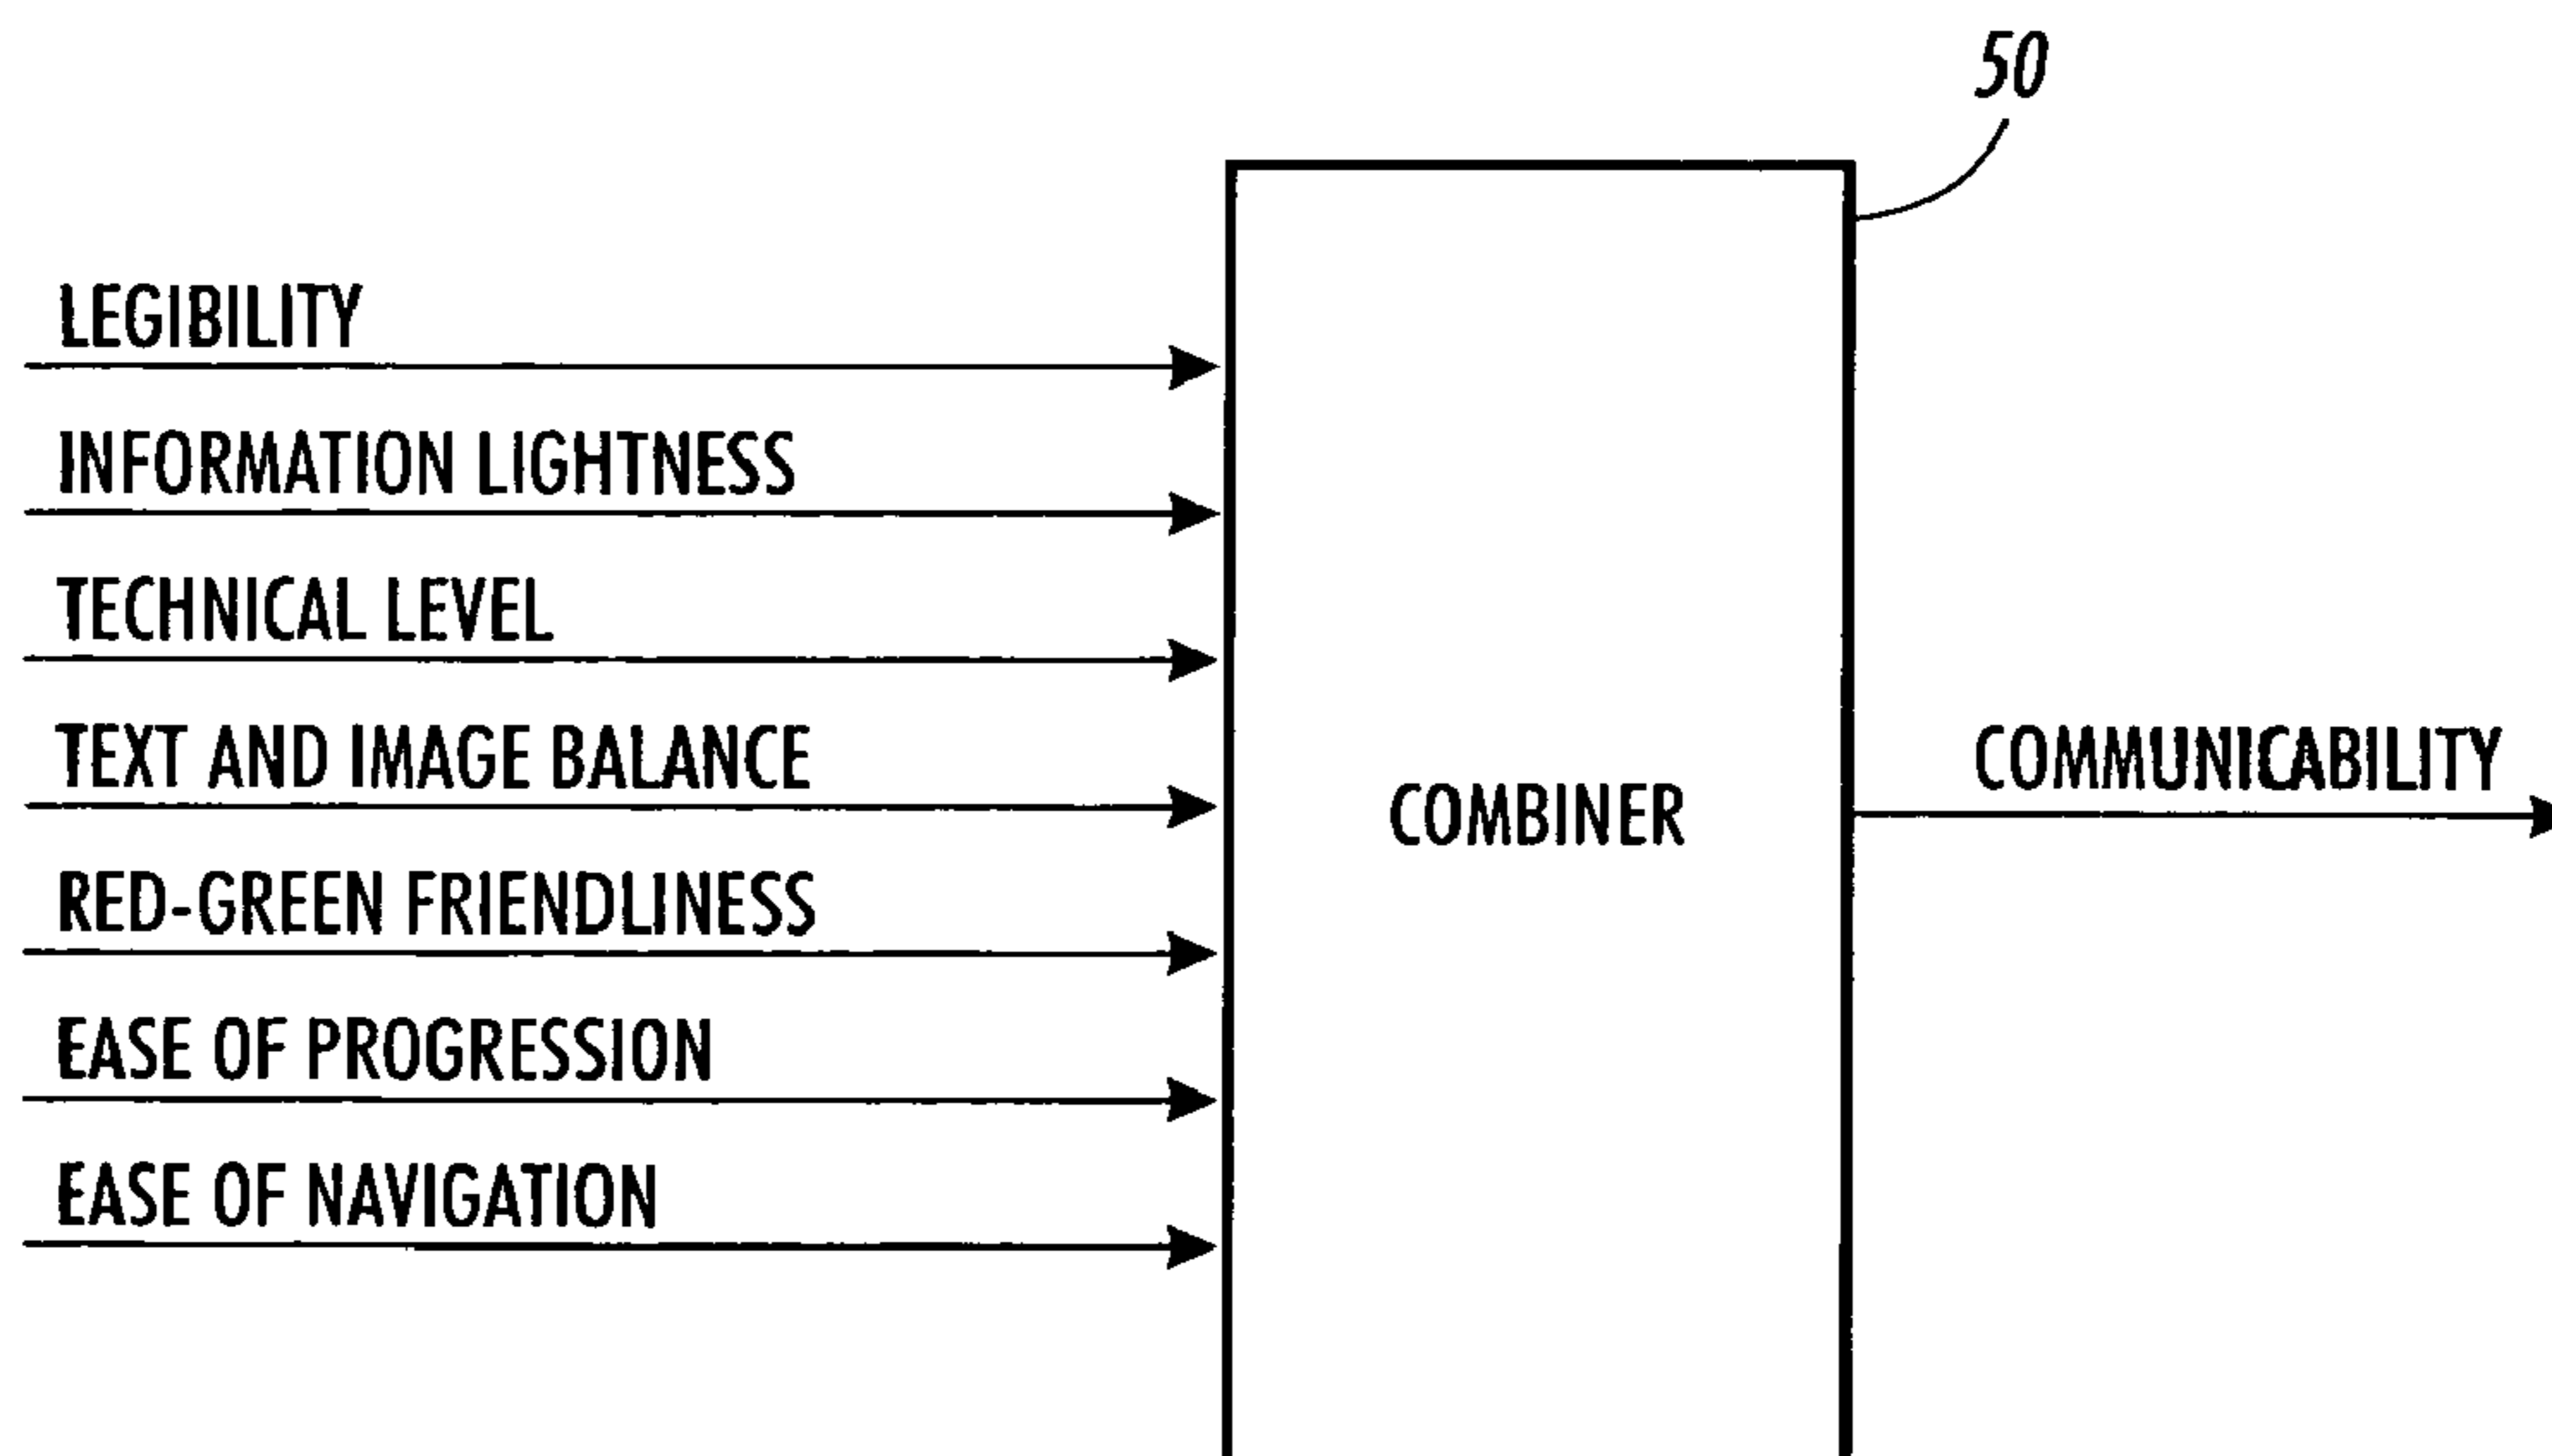 50
LEGIBILITY
INFORMATION LIGHTNESS
TECHNICAL LEVEL
TEXT AND IMAGE BALANCE
COMMUNICABILITY
COMBINER
RED-GREEN FRIENDLINESS
EASE OF PROGRESSION
EASE OF NAVIGATION